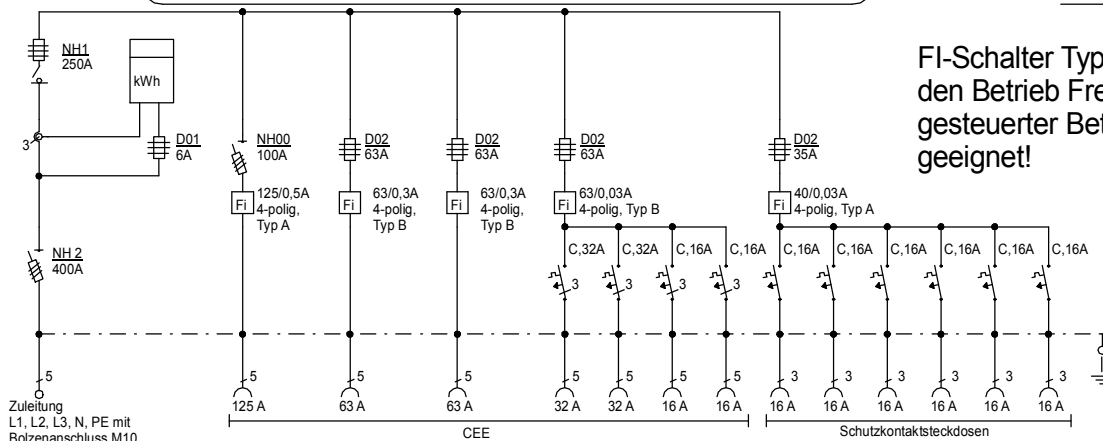 NH1
250A
kWh
3
D01
6A
NH 2
400A
NH00
100A
D02
63A
D02
63A
D02
63A
D02
35A
FI-Schalter Typ
den Betrieb Fre
gesteuerter Bet
geeignet!
Fi
125/0,5A
4-polig,
Typ A
Fi
63/0,3A
4-polig,
Typ B
Fi
63/0,3A
4-polig,
Typ B
Fi
63/0,03A
4-polig, Typ B
Fi
40/0,03A
4-polig, Typ A
C,32A
C,32A
C,16A
C,16A
C,16A
C,16A
C,16A
C,16A
C,16A
C,16A
3
3
3
3
5
5
5
5
5
5
5
5
3
3
3
3
3
3
125 A
63 A
63 A
32 A
32 A
16 A
16 A
16 A
16 A
16 A
16 A
16 A
16 A
Zuleitung
L1, L2, L3, N, PE mit
Bolzenanschluss M10
CEE
Schutzkontaktsteckdosen